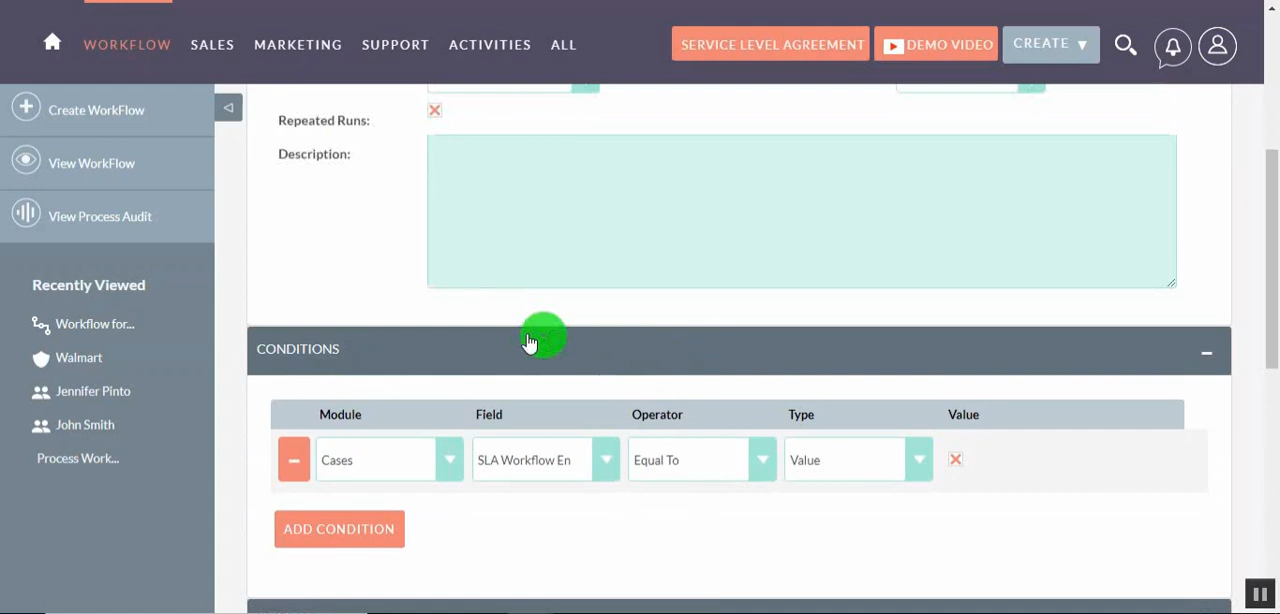 WORKFLOW SALES MARKETING SUPPORT ACTIVITIES ALL SERVICE LEVEL AGREEMENT DEMO VIDEO CREATE
Create WorkFlow
View WorkFlow
View Process Audit
Recently Viewed
Workflow for...
Walmart
Jennifer Pinto
John Smith
Process Work...
Repeated Runs:
Description:
CONDITIONS
Module Field Operator Type Value
Cases SLA Workflow En Equal To Value
ADD CONDITION